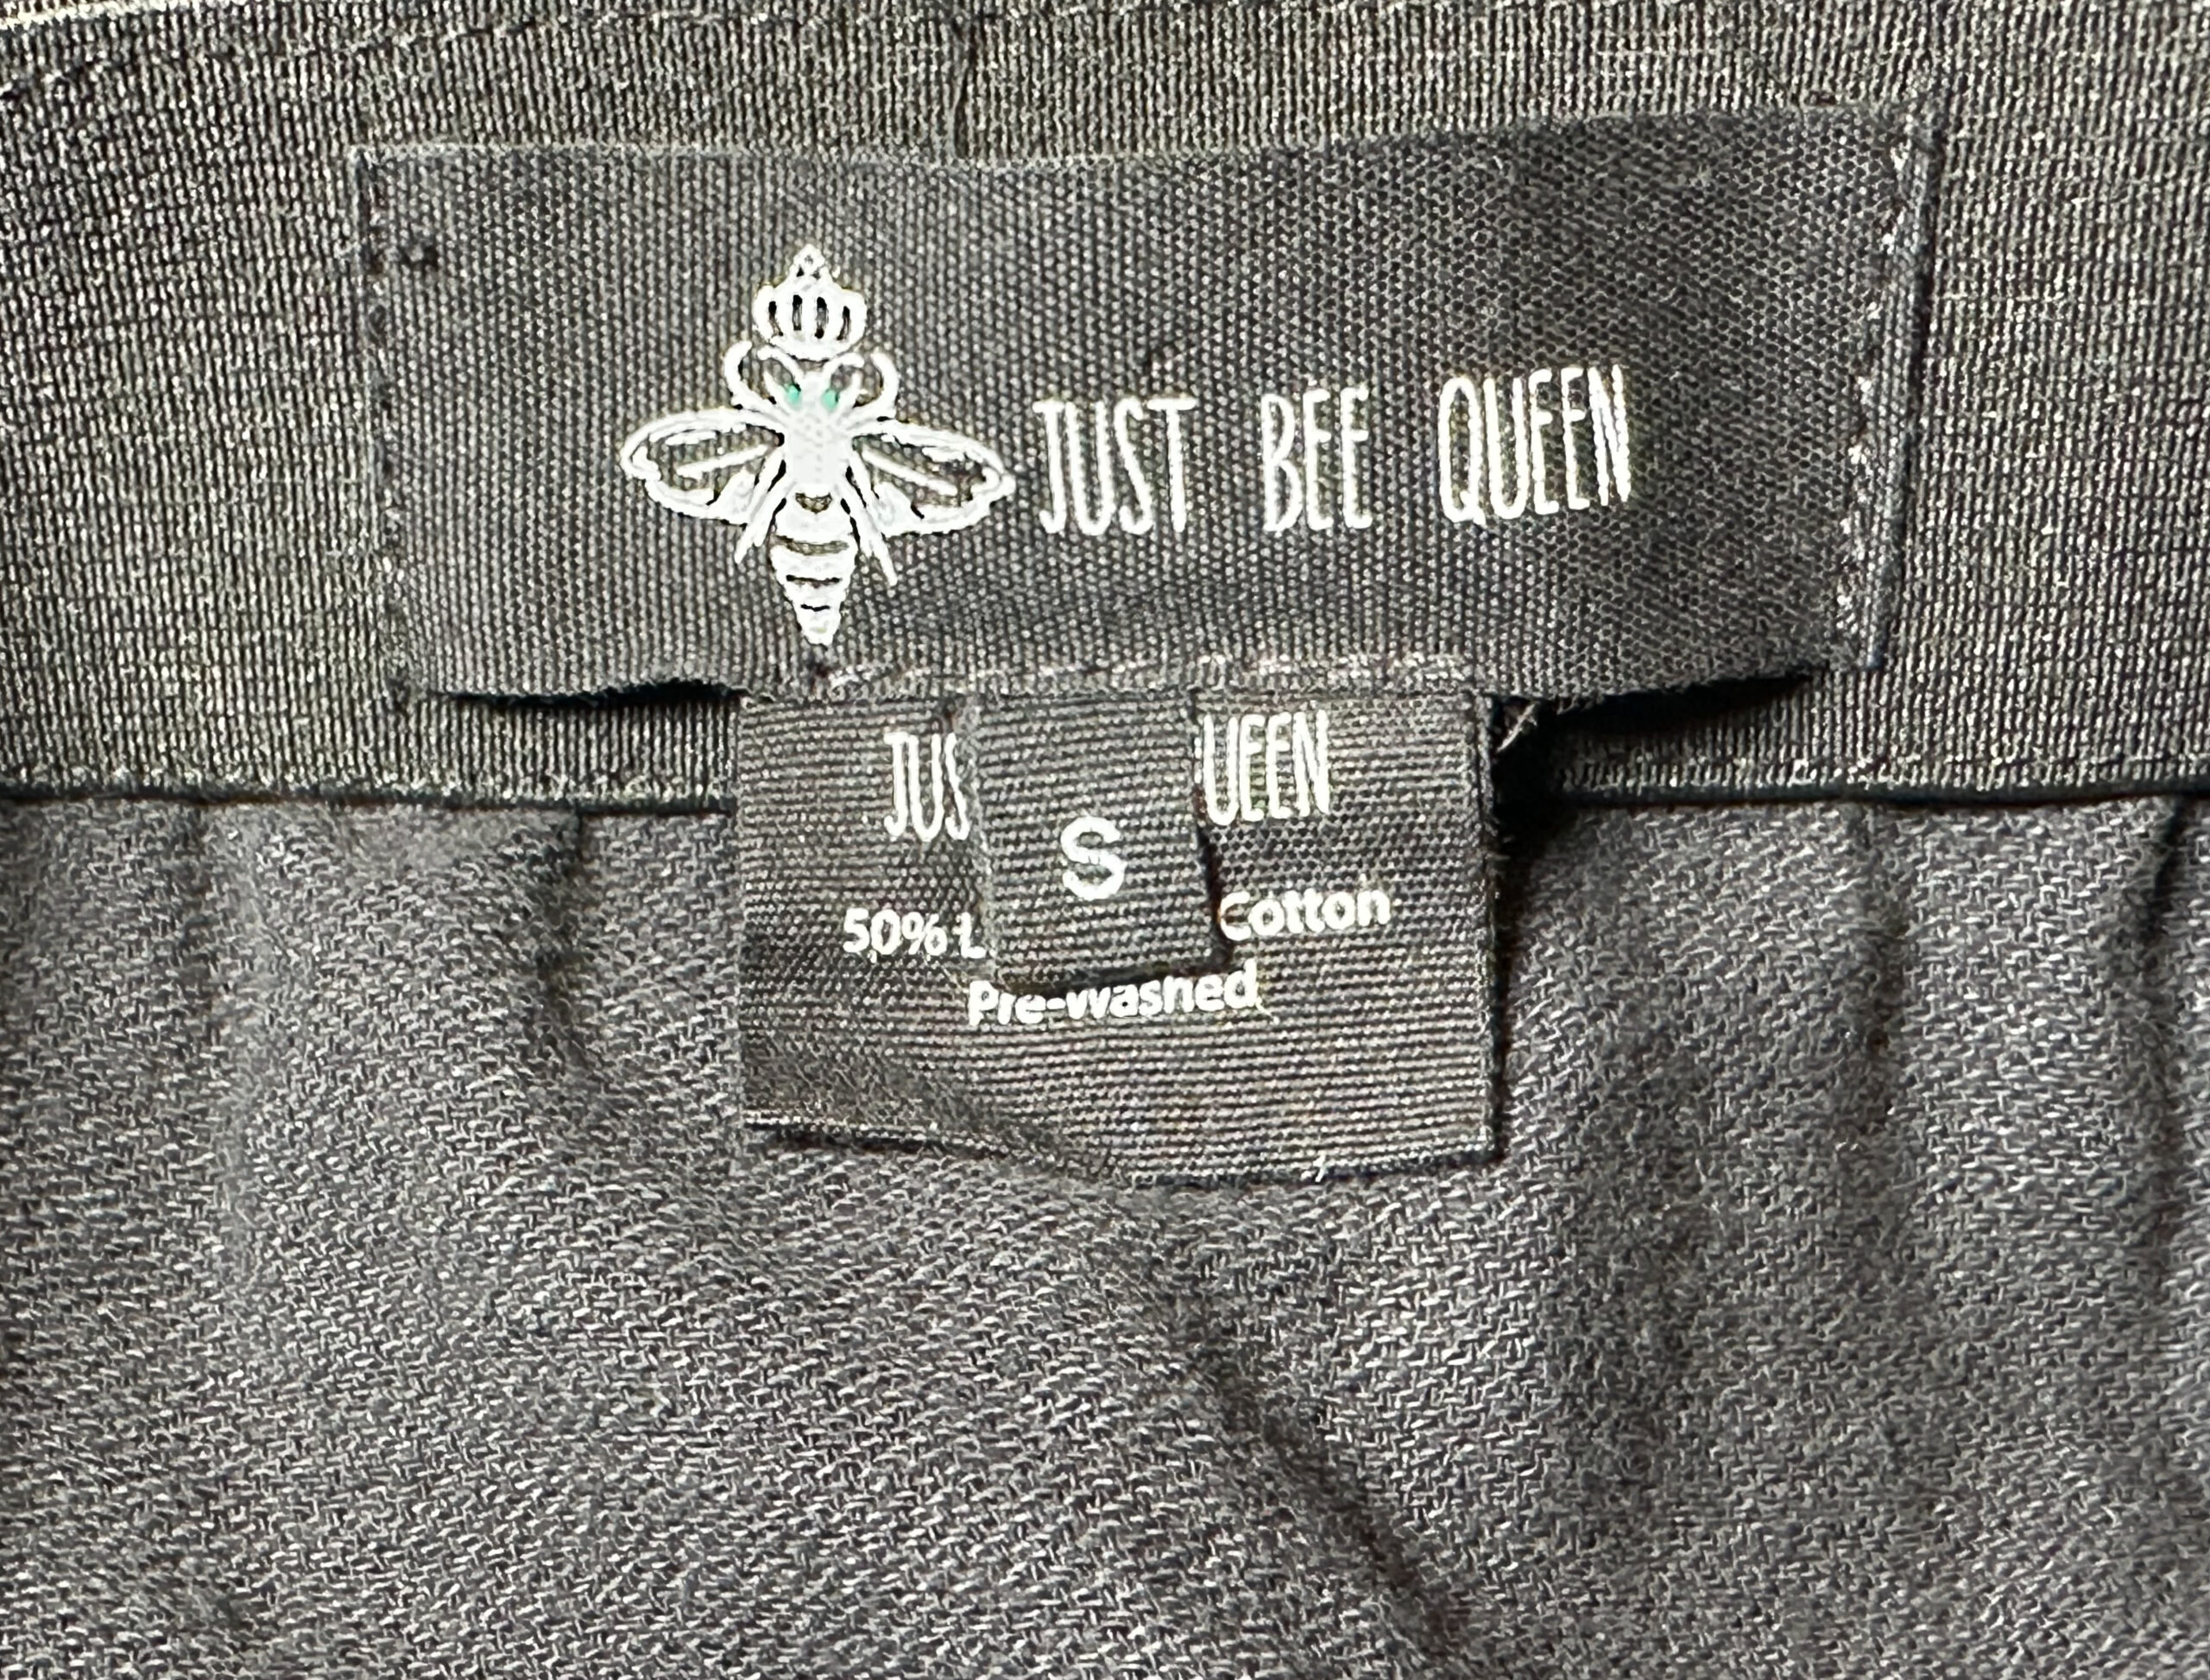 JUST BEE QUEEN
JUS UEEN
S
50% L Cotton
Pre-washed